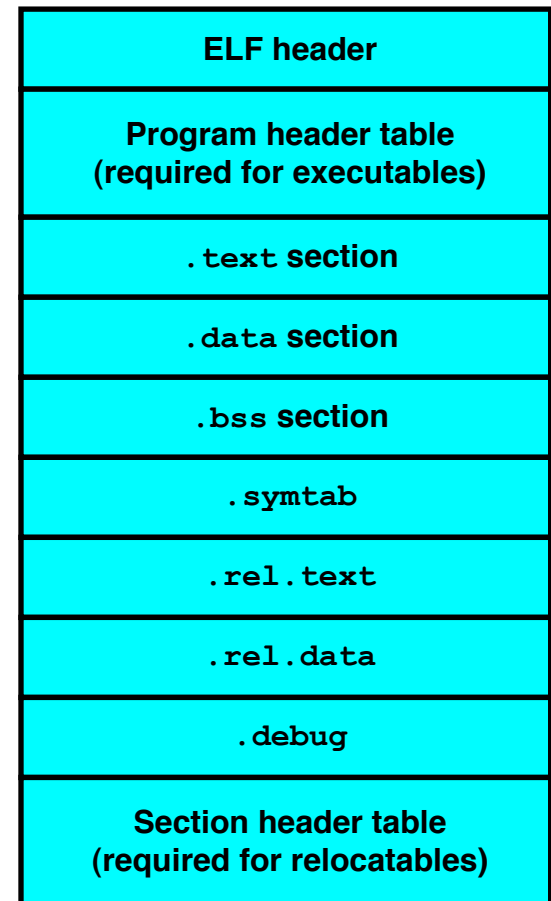 ELF header
Program header table
(required for executables)
.text section
.data section
.bss section
.symtab
.rel.text
.rel.data
.debug
Section header table
(required for relocatables)